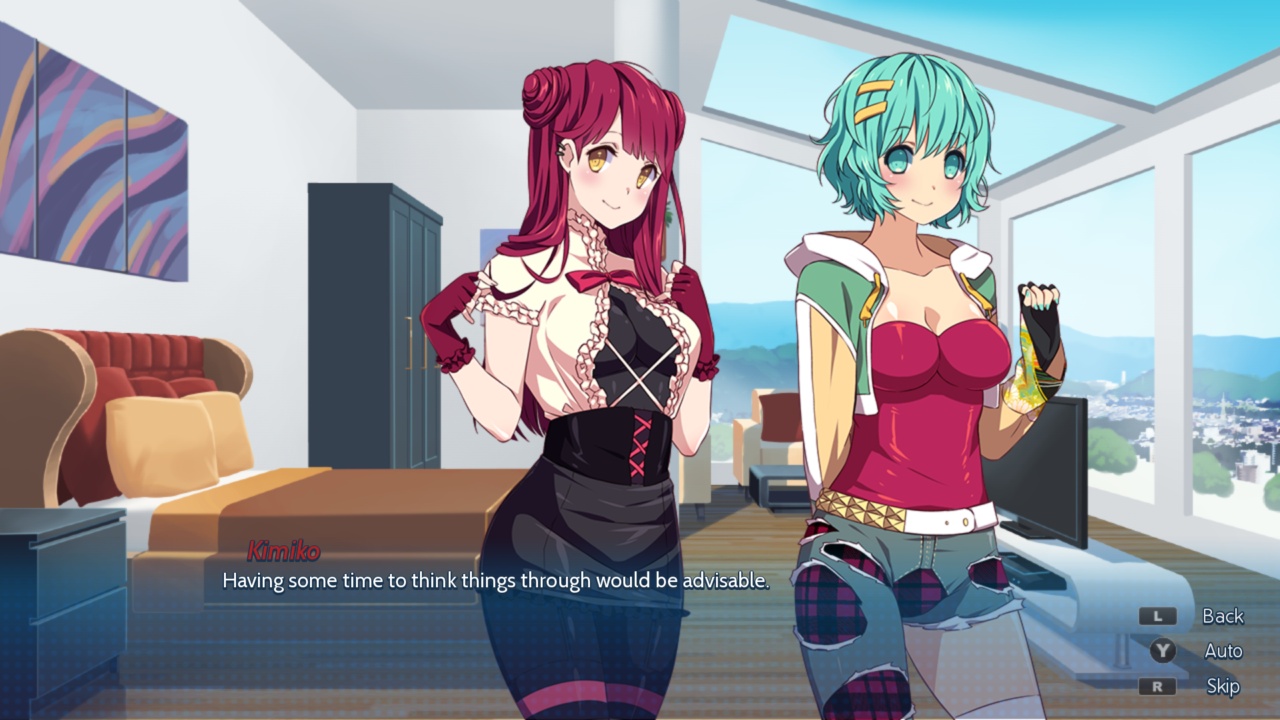 Kimiko
Having some time to think things through would be advisable.
L Back
Y Auto
R Skip